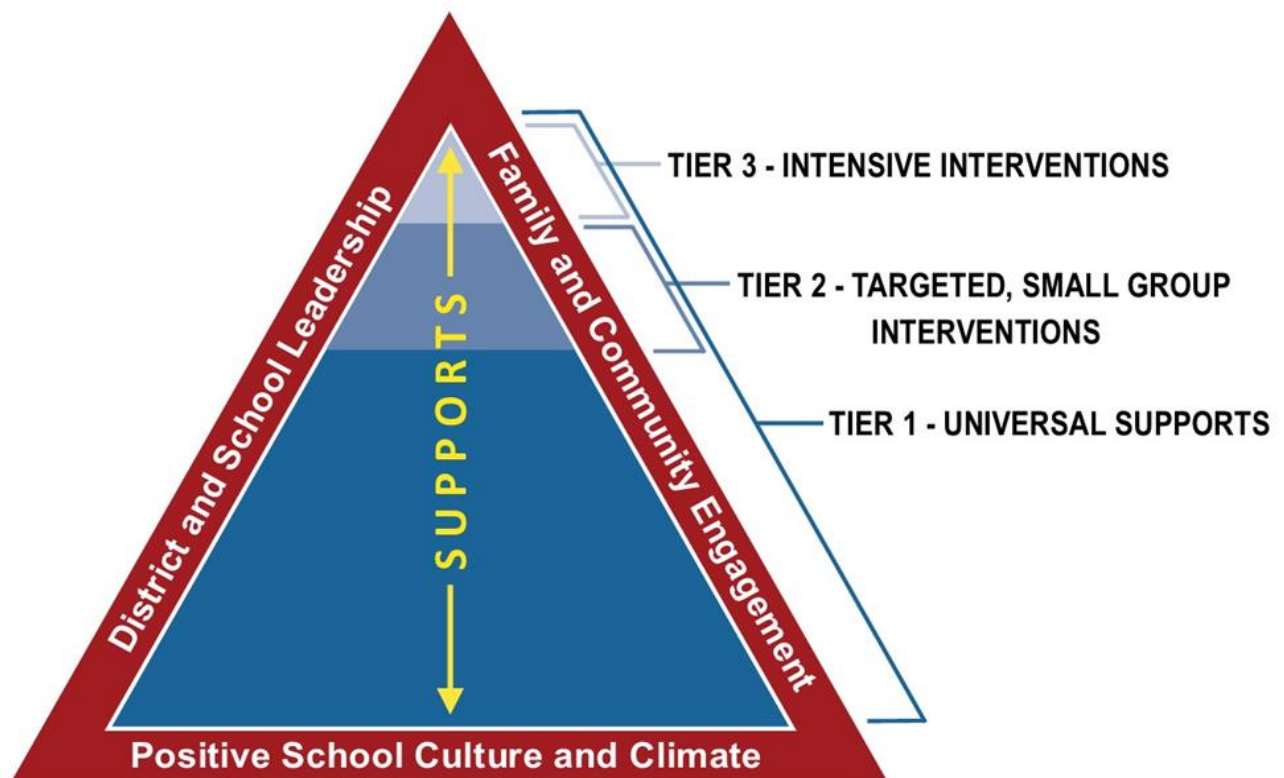 District and School Leadership
Family and Community Engagement
SUPPORTS
Positive School Culture and Climate
TIER 3 - INTENSIVE INTERVENTIONS
TIER 2 - TARGETED, SMALL GROUP
INTERVENTIONS
TIER 1 - UNIVERSAL SUPPORTS